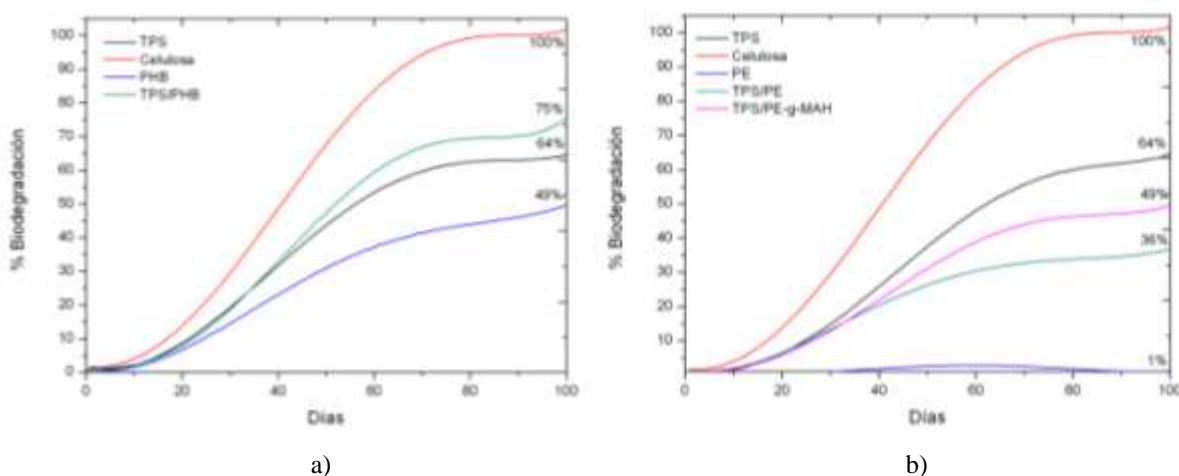 100
90
80
70
60
50
40
30
20
10
0
% Biodegradación
TPS
Celulosa
PHB
TPS/PHB
100%
75%
64%
49%
0 20 40 60 80 100
Días
a)
100
90
80
70
60
50
40
30
20
10
% Biodegradación
TPS
Celulosa
PE
TPS/PE
TPS/PE-g-MAH
100%
64%
49%
36%
1%
0 20 40 60 80 100
Días
b)